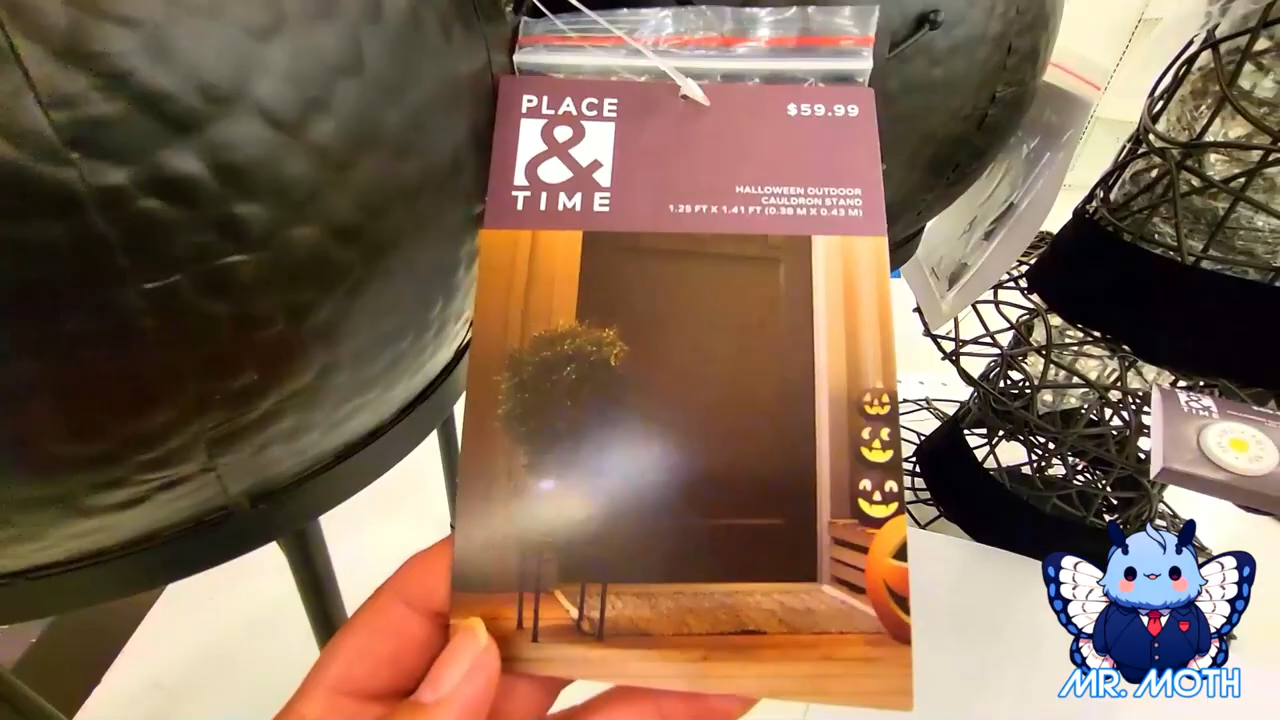 PLACE
&
TIME
$59.99
HALLOWEEN OUTDOOR
CAULDRON STAND
1.25 FT X 1.41 FT (0.38 M X 0.43 M)
&
TIME
MR. MOTH